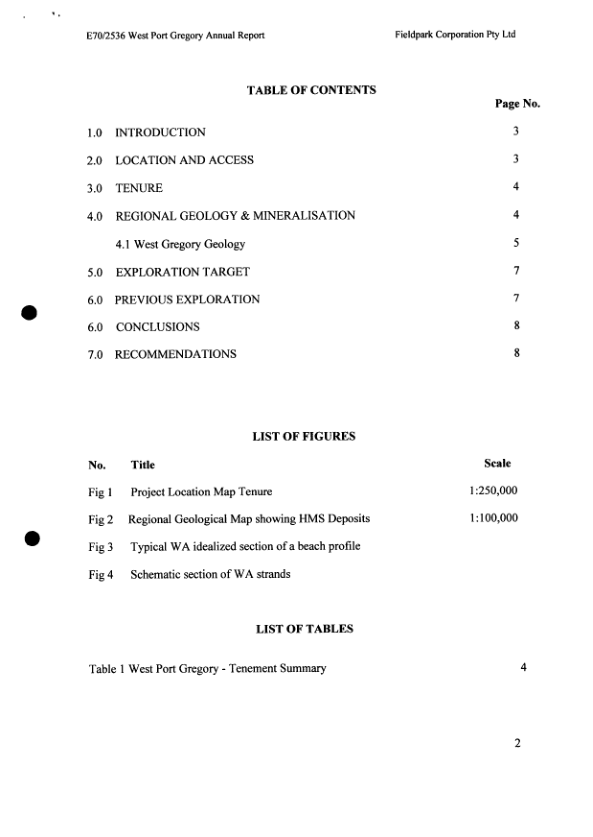 E70/2536 West Port Gregory Annual Report Fieldpark Corporation Pty Ltd
TABLE OF CONTENTS
Page No.
1.0 INTRODUCTION 3
2.0 LOCATION AND ACCESS 3
3.0 TENURE 4
4.0 REGIONAL GEOLOGY & MINERALISATION 4
4.1 West Gregory Geology 5
5.0 EXPLORATION TARGET 7
6.0 PREVIOUS EXPLORATION 7
6.0 CONCLUSIONS 8
7.0 RECOMMENDATIONS 8
LIST OF FIGURES
No. Title Scale
Fig 1 Project Location Map Tenure 1:250,000
Fig 2 Regional Geological Map showing HMS Deposits 1:100,000
Fig 3 Typical WA idealized section of a beach profile
Fig 4 Schematic section of WA strands
LIST OF TABLES
Table 1 West Port Gregory - Tenement Summary 4
2